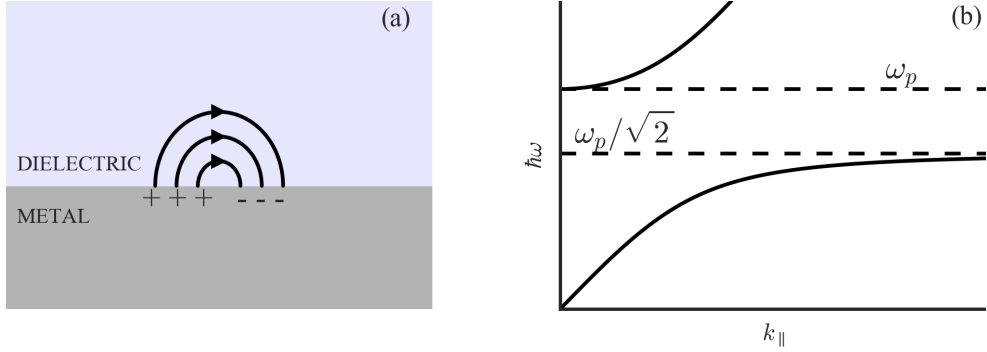 (a)
DIELECTRIC
+ + +
- - -
METAL
(b)
ω_p
ω_p/√2
ħω
k_∥